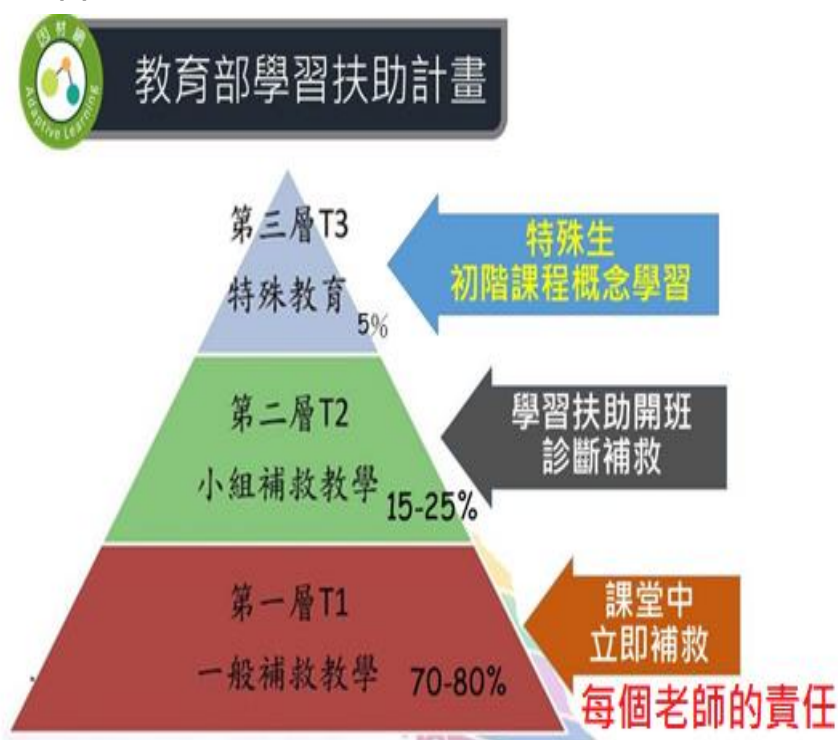 因材網
Adaptive Learning
教育部學習扶助計畫
第三層T3
特殊教育
5%
特殊生
初階課程概念學習
第二層T2
小組補救教學
15-25%
學習扶助開班
診斷補救
第一層T1
一般補救教學
70-80%
課堂中
立即補救
每個老師的責任